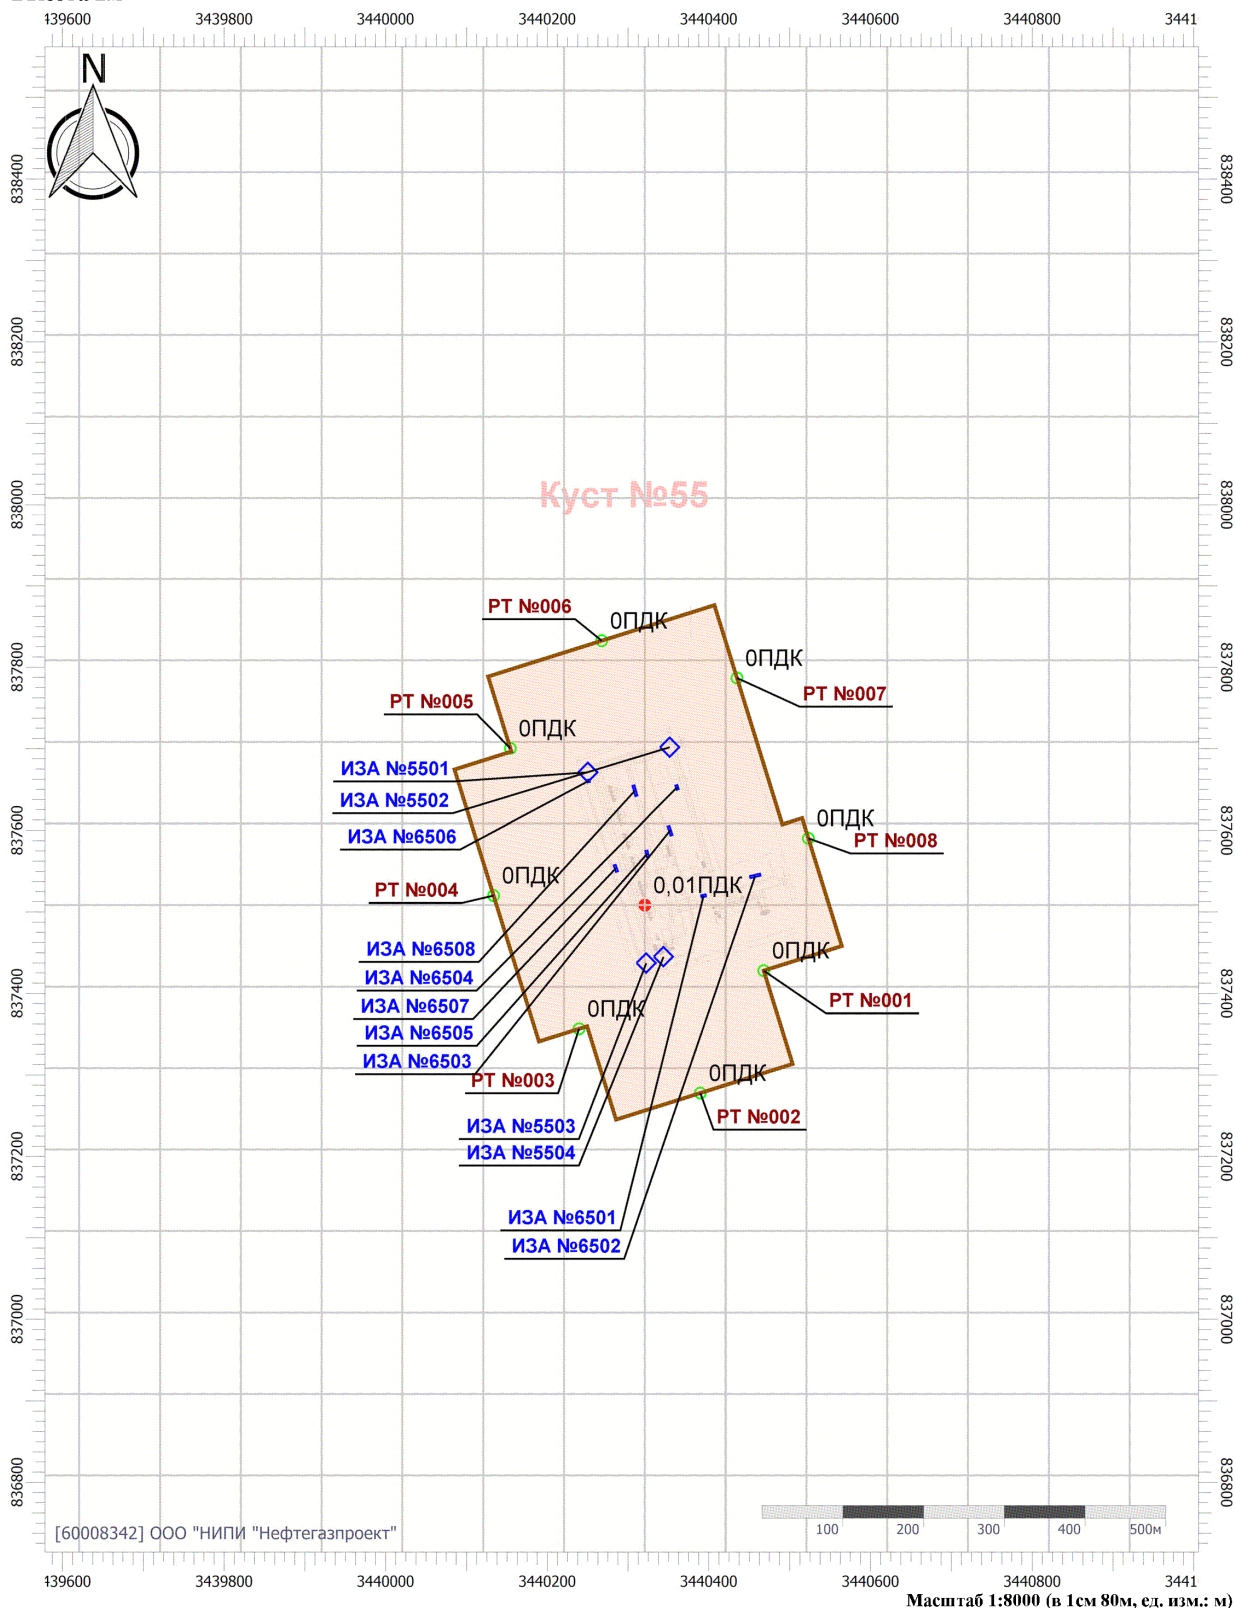 439600 3439800 3440000 3440200 3440400 3440600 3440800 3441
N
838400 838400
838200 838200
838000 838000
Куст №55
РТ №006
0ПДК
0ПДК
837800 837800
РТ №005
РТ №007
0ПДК
ИЗА №5501
ИЗА №5502
0ПДК
837600 837600
ИЗА №6506
РТ №008
0ПДК
РТ №004
0,01ПДК
ИЗА №6508
0ПДК
ИЗА №6504
837400 837400
РТ №001
ИЗА №6507
0ПДК
ИЗА №6505
ИЗА №6503
0ПДК
РТ №003
РТ №002
ИЗА №5503
ИЗА №5504
837200 837200
ИЗА №6501
ИЗА №6502
837000 837000
836800 836800
100 200 300 400 500м
[60008342] ООО "НИПИ "Нефтегазпроект"
439600 3439800 3440000 3440200 3440400 3440600 3440800 3441
Масштаб 1:8000 (в 1см 80м, ед. изм.: м)